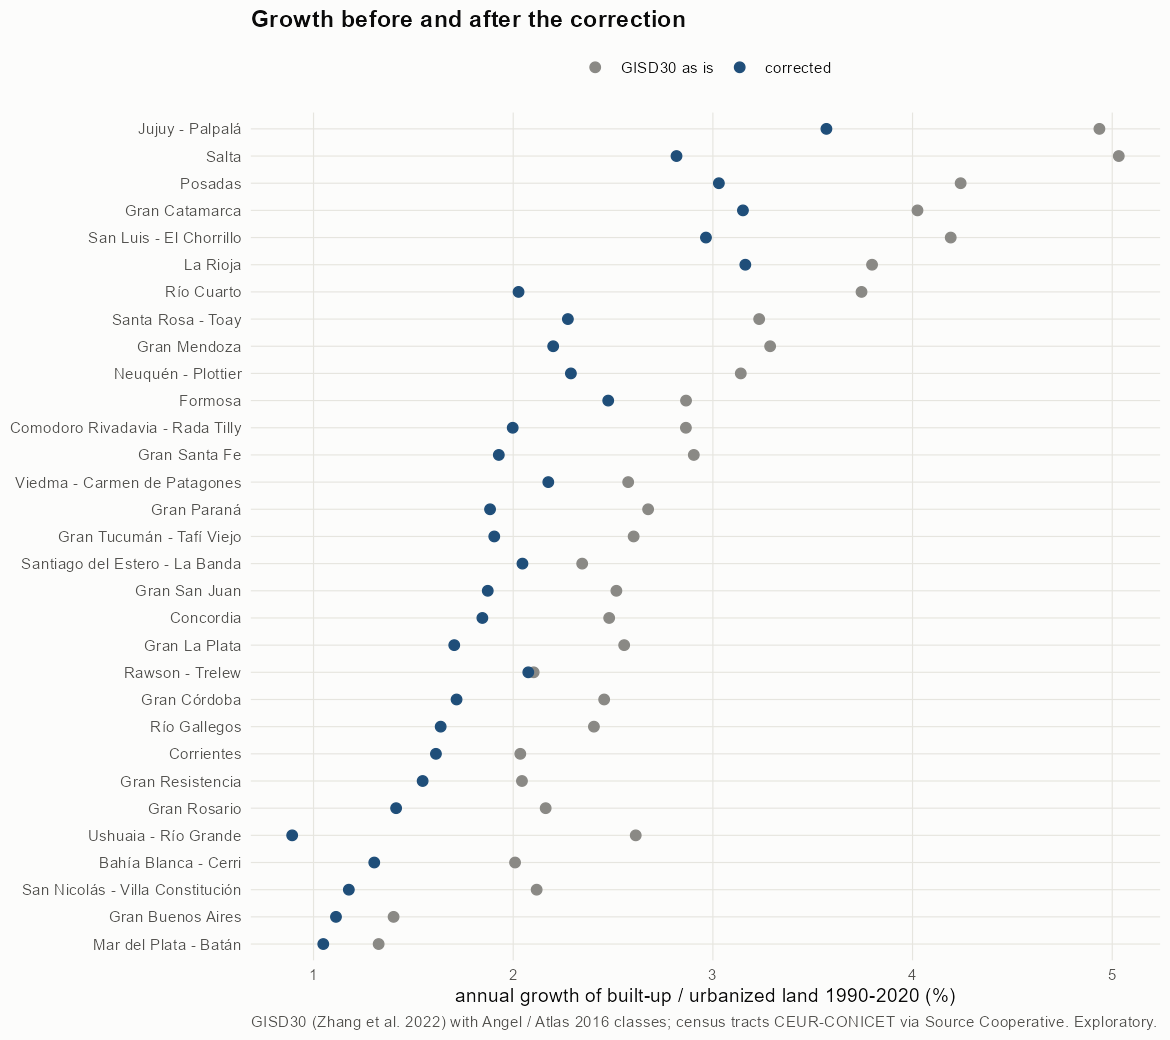 Growth before and after the correction
GISD30 as is corrected
Jujuy - Palpalá
Salta
Posadas
Gran Catamarca
San Luis - El Chorrillo
La Rioja
Río Cuarto
Santa Rosa - Toay
Gran Mendoza
Neuquén - Plottier
Formosa
Comodoro Rivadavia - Rada Tilly
Gran Santa Fe
Viedma - Carmen de Patagones
Gran Paraná
Gran Tucumán - Tafí Viejo
Santiago del Estero - La Banda
Gran San Juan
Concordia
Gran La Plata
Rawson - Trelew
Gran Córdoba
Río Gallegos
Corrientes
Gran Resistencia
Gran Rosario
Ushuaia - Río Grande
Bahía Blanca - Cerri
San Nicolás - Villa Constitución
Gran Buenos Aires
Mar del Plata - Batán
1 2 3 4 5
annual growth of built-up / urbanized land 1990-2020 (%)
GISD30 (Zhang et al. 2022) with Angel / Atlas 2016 classes; census tracts CEUR-CONICET via Source Cooperative. Exploratory.